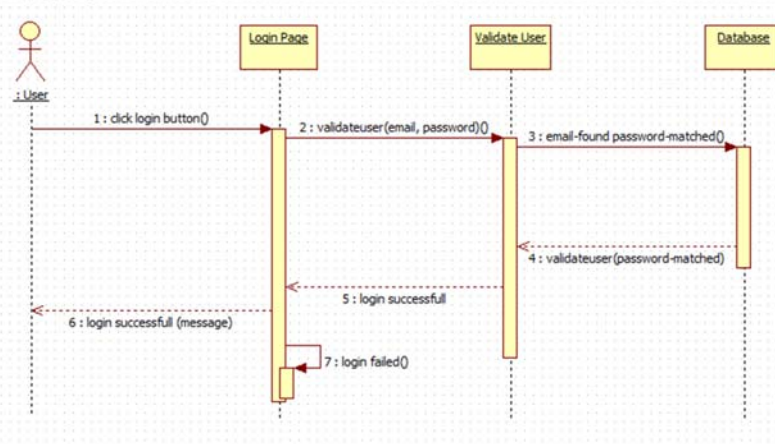 Login Page
Validate User
Database
: User
1 : click login button()
2 : validateuser(email, password)()
3 : email-found password-matched()
4 : validateuser(password-matched)
5 : login successfull
6 : login successfull (message)
7 : login failed()